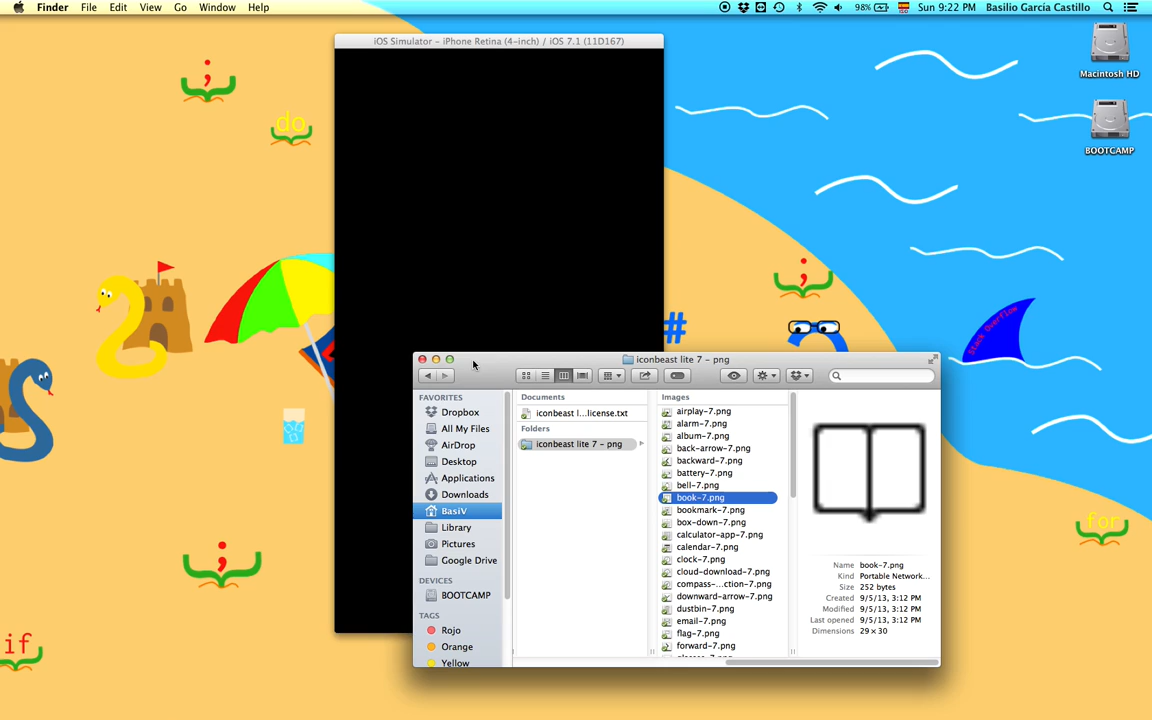 Finder File Edit View Go Window Help
98% Sun 9:22 PM Basilio García Castillo
iOS Simulator - iPhone Retina (4-inch) / iOS 7.1 (11D167)
Macintosh HD
BOOTCAMP
;
do
;
#
Stack Overflow
for
;
if
iconbeast lite 7 - png
FAVORITES
Dropbox
All My Files
AirDrop
Desktop
Applications
Downloads
BasiV
Library
Pictures
Google Drive
DEVICES
BOOTCAMP
TAGS
Rojo
Orange
Yellow
Documents
iconbeast l...license.txt
Folders
iconbeast lite 7 - png
Images
airplay-7.png
alarm-7.png
album-7.png
back-arrow-7.png
backward-7.png
battery-7.png
bell-7.png
book-7.png
bookmark-7.png
box-down-7.png
calculator-app-7.png
calendar-7.png
clock-7.png
cloud-download-7.png
compass-...ction-7.png
downward-arrow-7.png
dustbin-7.png
email-7.png
flag-7.png
forward-7.png
Name book-7.png
Kind Portable Network...
Size 252 bytes
Created 9/5/13, 3:12 PM
Modified 9/5/13, 3:12 PM
Last opened 9/5/13, 3:12 PM
Dimensions 29 × 30